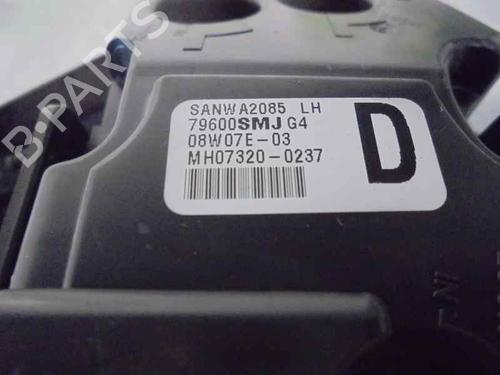 B-PARTS
SANWA2085 LH
79600SMJ G4
08W07E-03
MH07320-0237
D